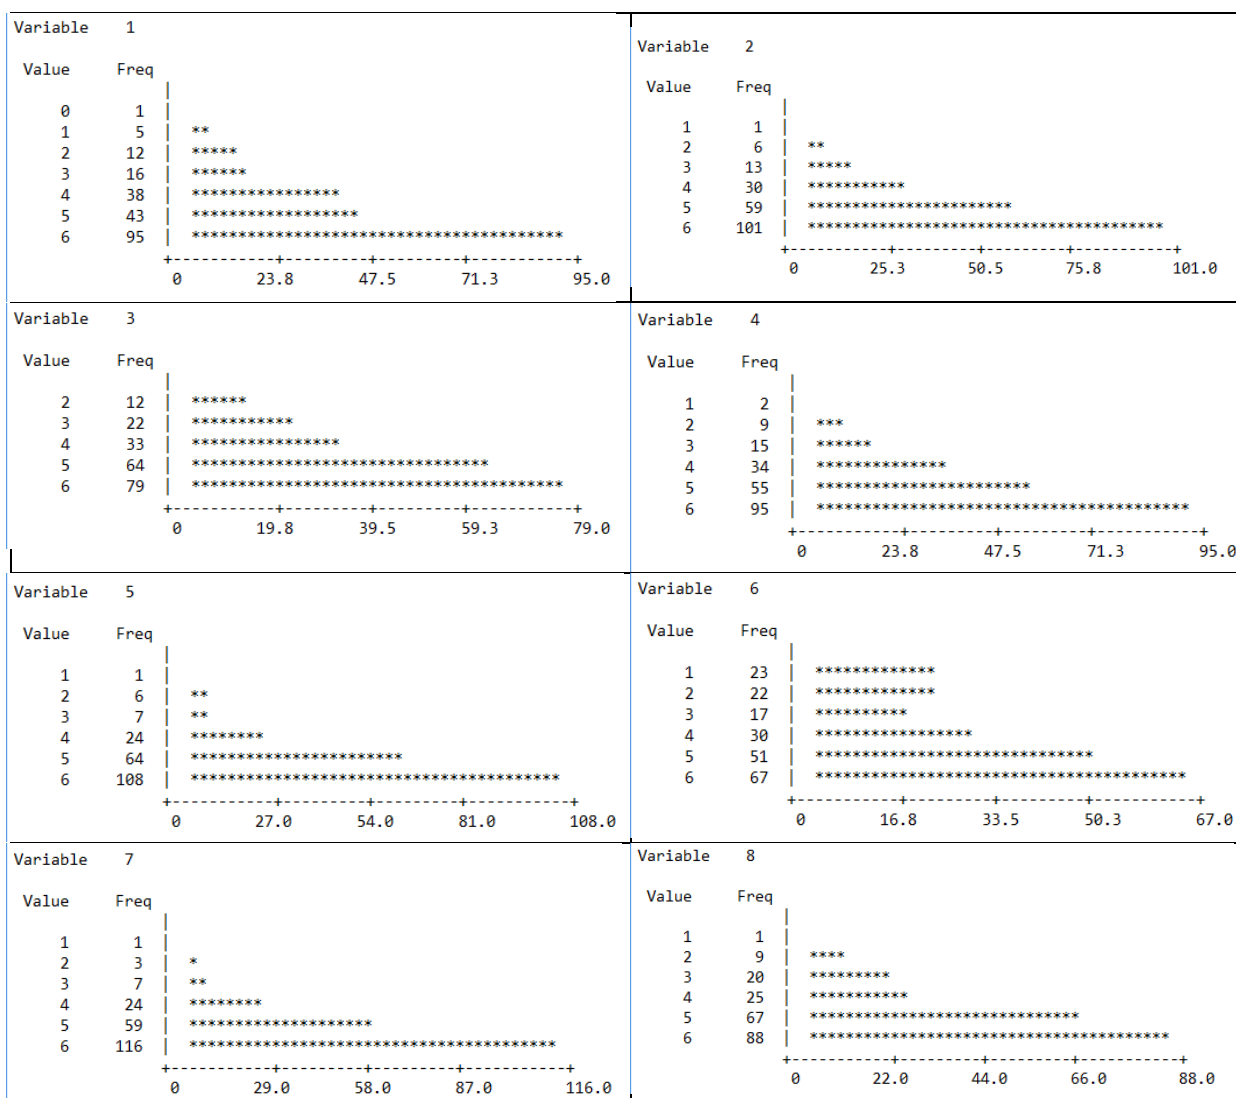 Variable    1
Value    Freq
|
0    1 |
1    5 | **
2    12 | *****
3    16 | ******
4    38 | ****************
5    43 | ******************
6    95 | ****************************************
+-----------+---------+---------+-----------+
0    23.8    47.5    71.3    95.0
Variable    2
Value    Freq
|
1    1 |
2    6 | **
3    13 | *****
4    30 | ***********
5    59 | ***********************
6    101 | ****************************************
+-----------+---------+---------+-----------+
0    25.3    50.5    75.8    101.0
Variable    3
Value    Freq
|
2    12 | ******
3    22 | ***********
4    33 | ****************
5    64 | ********************************
6    79 | ****************************************
+-----------+---------+---------+-----------+
0    19.8    39.5    59.3    79.0
Variable    4
Value    Freq
|
1    2 |
2    9 | ***
3    15 | ******
4    34 | **************
5    55 | ***********************
6    95 | ****************************************
+-----------+---------+---------+-----------+
0    23.8    47.5    71.3    95.0
Variable    5
Value    Freq
|
1    1 |
2    6 | **
3    7 | **
4    24 | ********
5    64 | ***********************
6    108 | ****************************************
+-----------+---------+---------+-----------+
0    27.0    54.0    81.0    108.0
Variable    6
Value    Freq
|
1    23 | *************
2    22 | *************
3    17 | **********
4    30 | *****************
5    51 | ******************************
6    67 | ****************************************
+-----------+---------+---------+-----------+
0    16.8    33.5    50.3    67.0
Variable    7
Value    Freq
|
1    1 |
2    3 | *
3    7 | **
4    24 | ********
5    59 | ********************
6    116 | ****************************************
+-----------+---------+---------+-----------+
0    29.0    58.0    87.0    116.0
Variable    8
Value    Freq
|
1    1 |
2    9 | ****
3    20 | *********
4    25 | ***********
5    67 | ******************************
6    88 | ****************************************
+-----------+---------+---------+-----------+
0    22.0    44.0    66.0    88.0